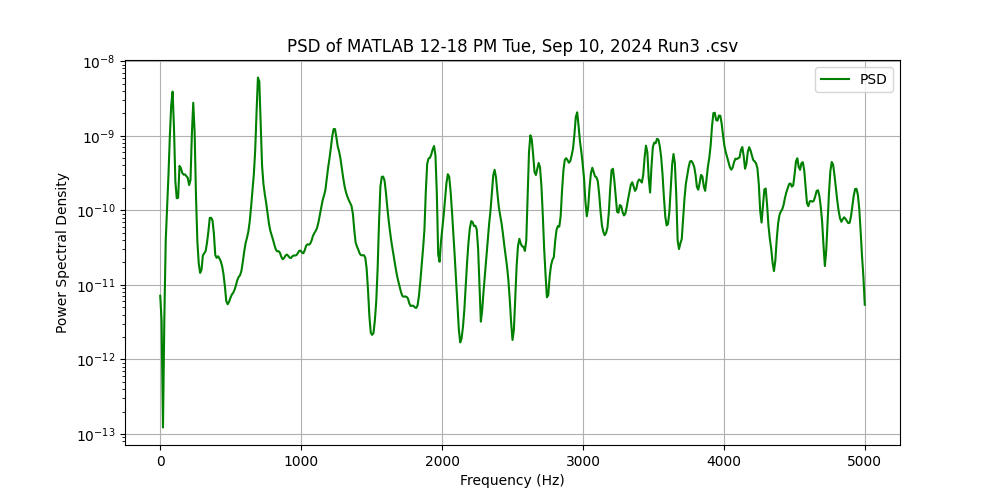 PSD of MATLAB 12-18 PM Tue, Sep 10, 2024 Run3 .csv
PSD
Power Spectral Density
10⁻⁸
10⁻⁹
10⁻¹⁰
10⁻¹¹
10⁻¹²
10⁻¹³
0 1000 2000 3000 4000 5000
Frequency (Hz)